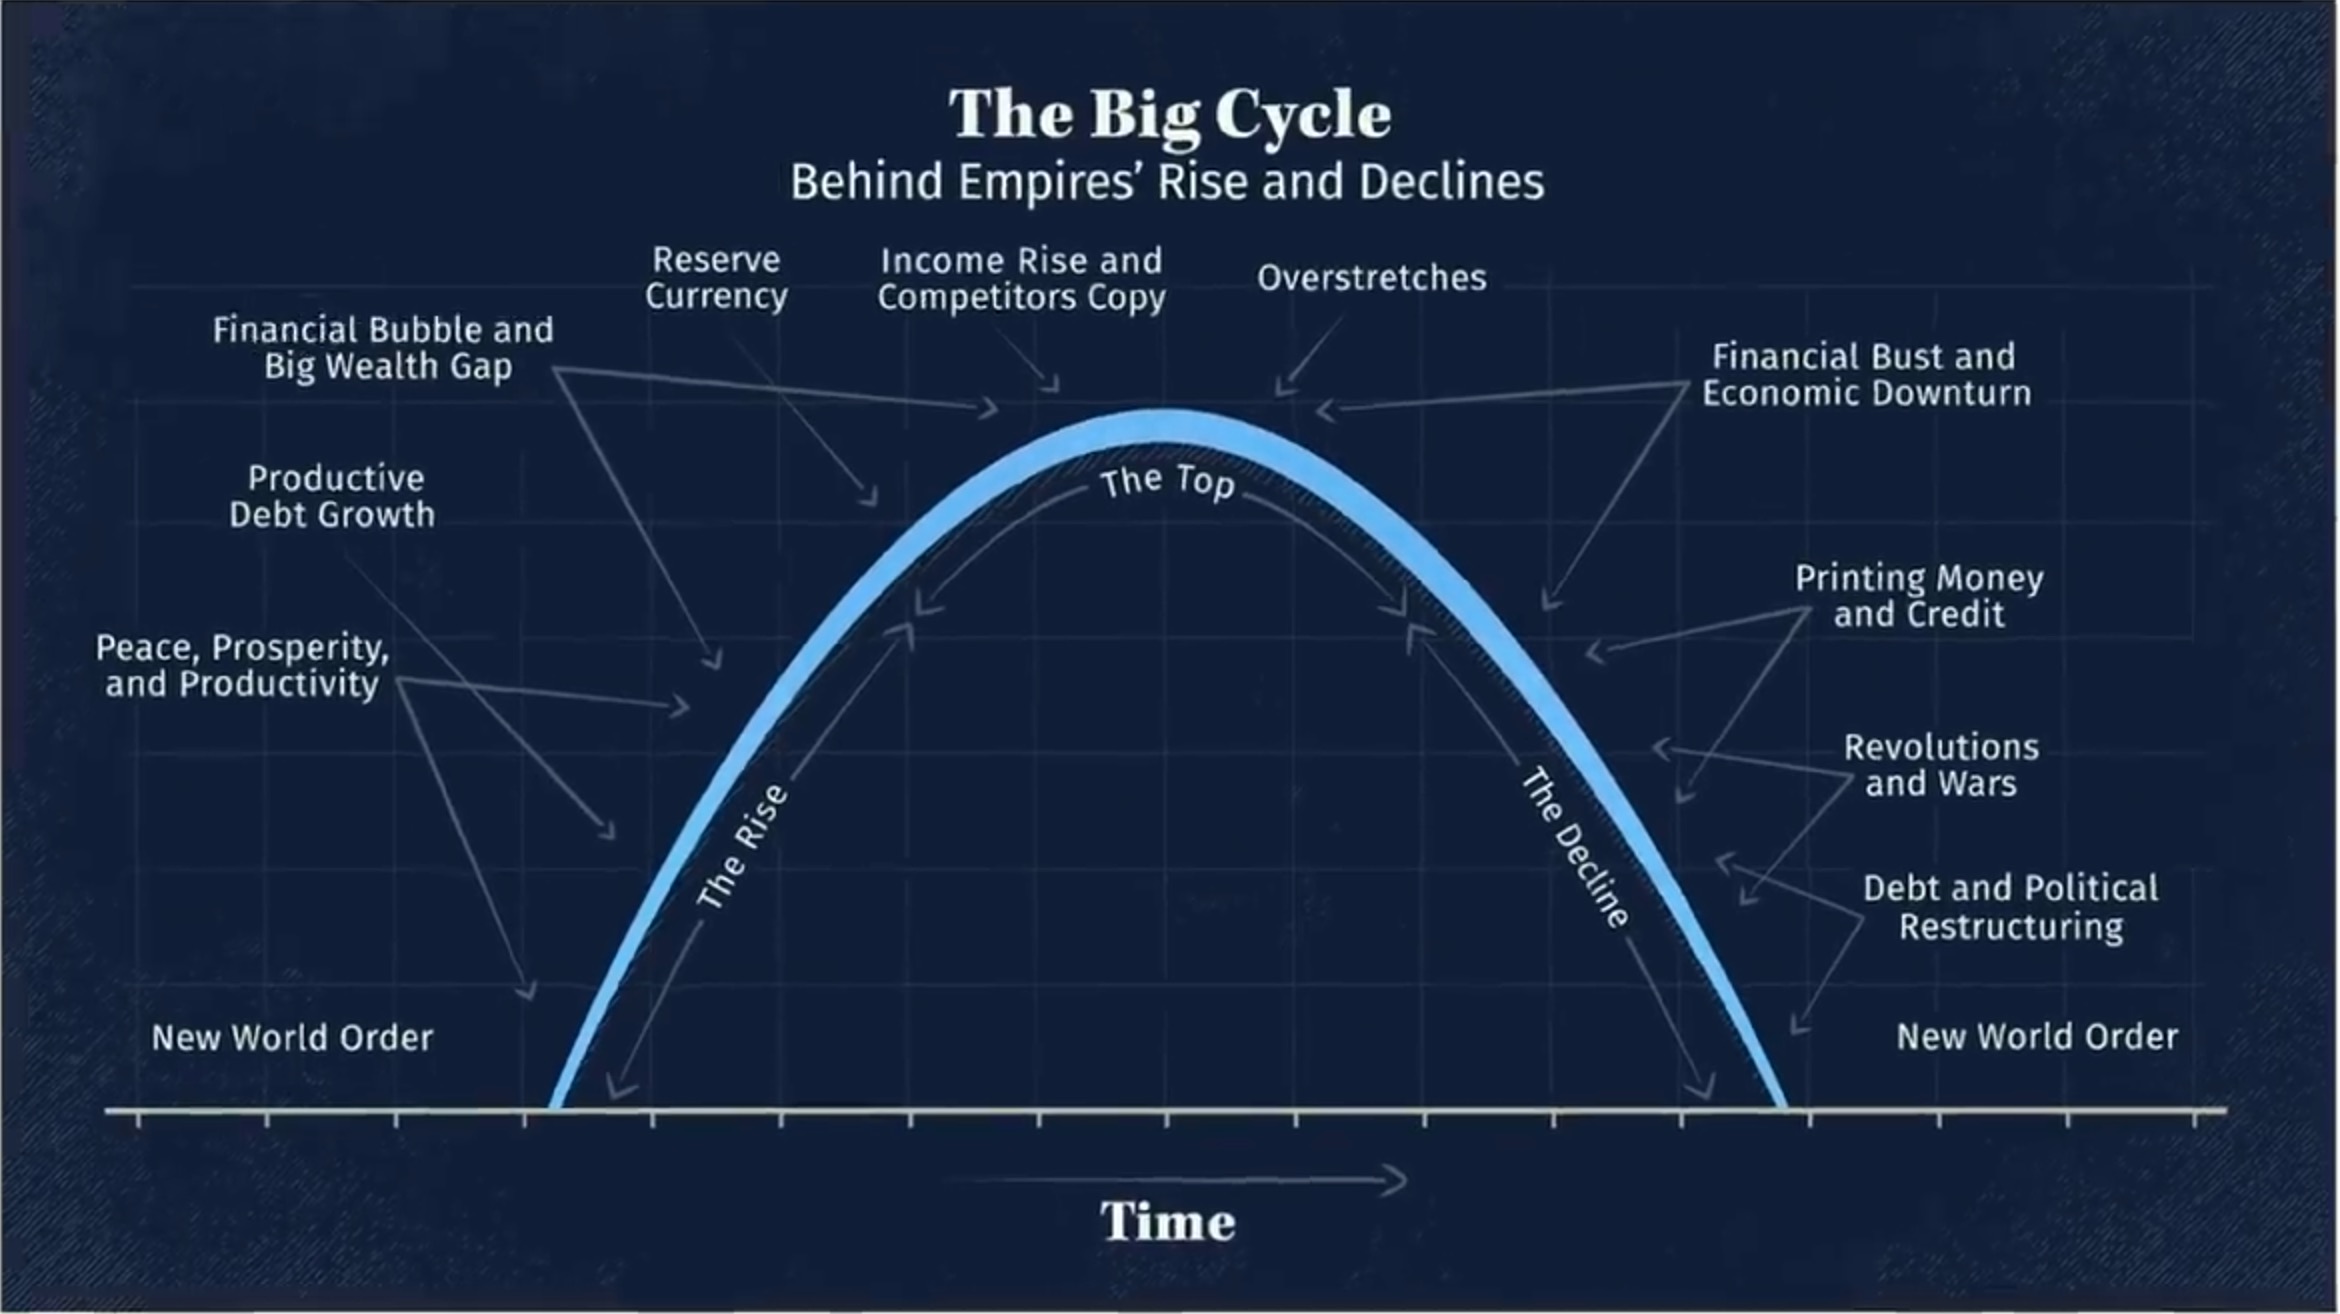 The Big Cycle
Behind Empires’ Rise and Declines
Reserve
Currency
Income Rise and
Competitors Copy
Overstretches
Financial Bubble and
Big Wealth Gap
Financial Bust and
Economic Downturn
Productive
Debt Growth
The Top
Printing Money
and Credit
Peace, Prosperity,
and Productivity
Revolutions
and Wars
The Rise
The Decline
Debt and Political
Restructuring
New World Order
New World Order
Time